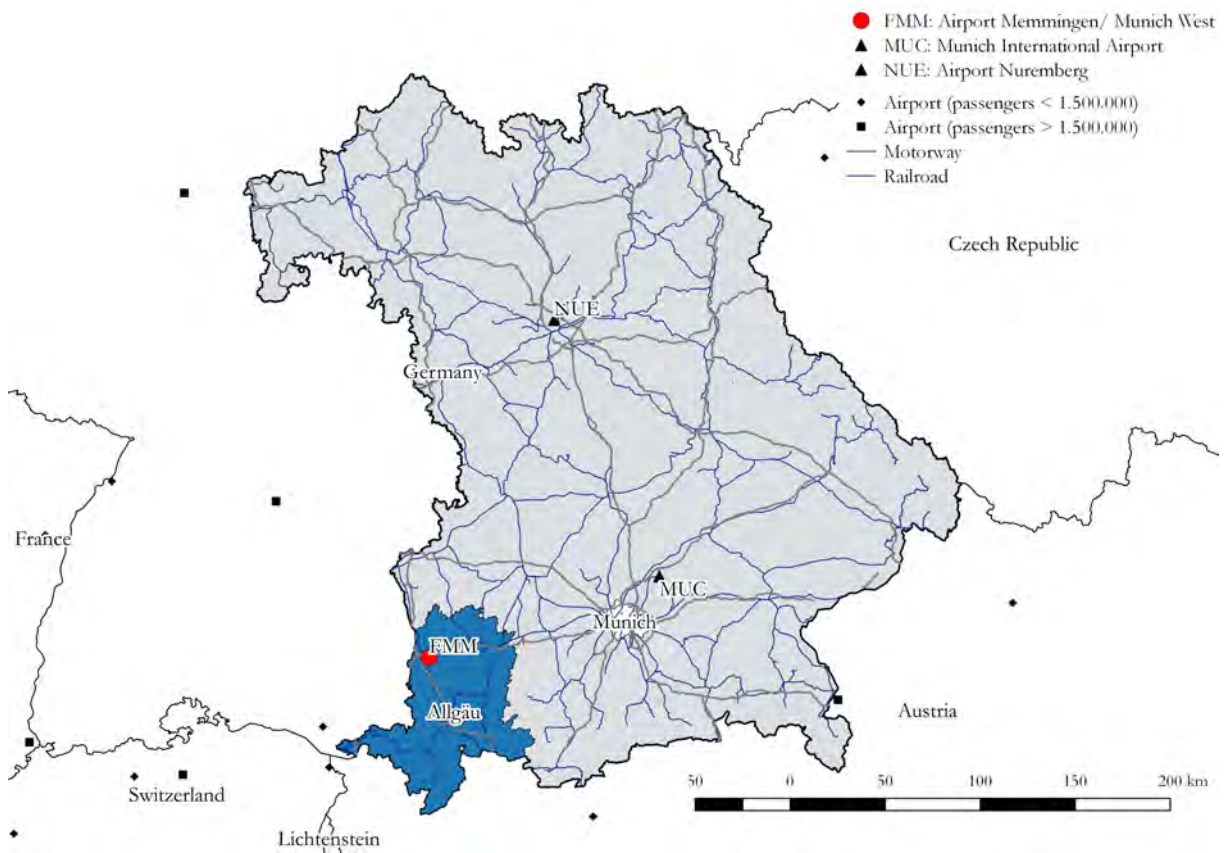 FMM: Airport Memmingen/ Munich West
MUC: Munich International Airport
NUE: Airport Nuremberg
Airport (passengers < 1.500.000)
Airport (passengers > 1.500.000)
Motorway
Railroad
Czech Republic
NUE
Germany
France
MUC
Munich
FMM
Allgäu
Austria
Switzerland
Lichtenstein
50 0 50 100 150 200 km